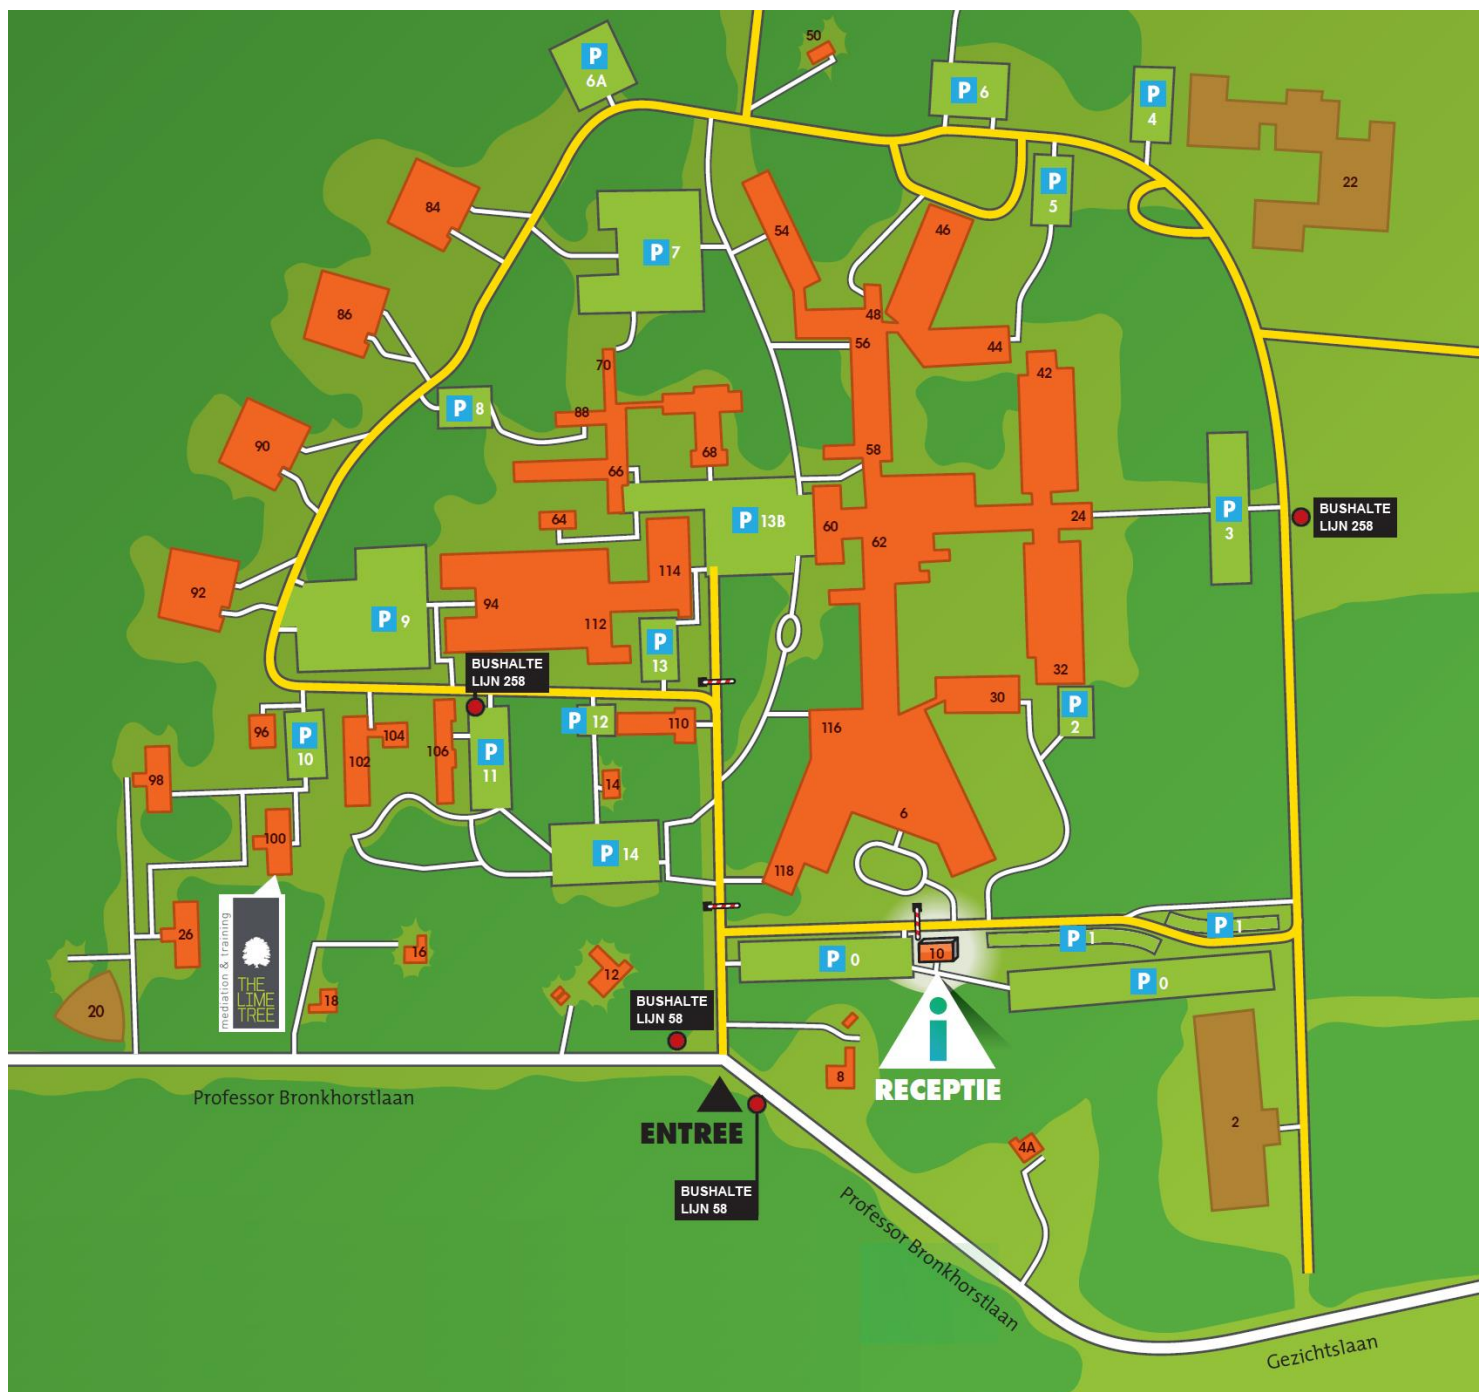 50
P
6A
P 6
P
4
22
84
P
5
54
46
P 7
86
48
44
56
70
42
P 8
88
90
68
58
66
64
P 13B
60
24
P
3
BUSHALTE
LIJN 258
62
114
92
94
P 9
112
P
13
BUSHALTE
LIJN 258
32
30
P
2
96
P
10
104
102
106
P
11
P 12
110
116
98
14
100
6
P 14
118
mediation & training
THE
LIME
TREE
26
16
18
12
20
P 0
10
P 1
P 1
P 0
BUSHALTE
LIJN 58
i
RECEPTIE
8
Professor Bronkhorstlaan
ENTREE
2
4A
BUSHALTE
LIJN 58
Professor Bronkhorstlaan
Gezichtslaan